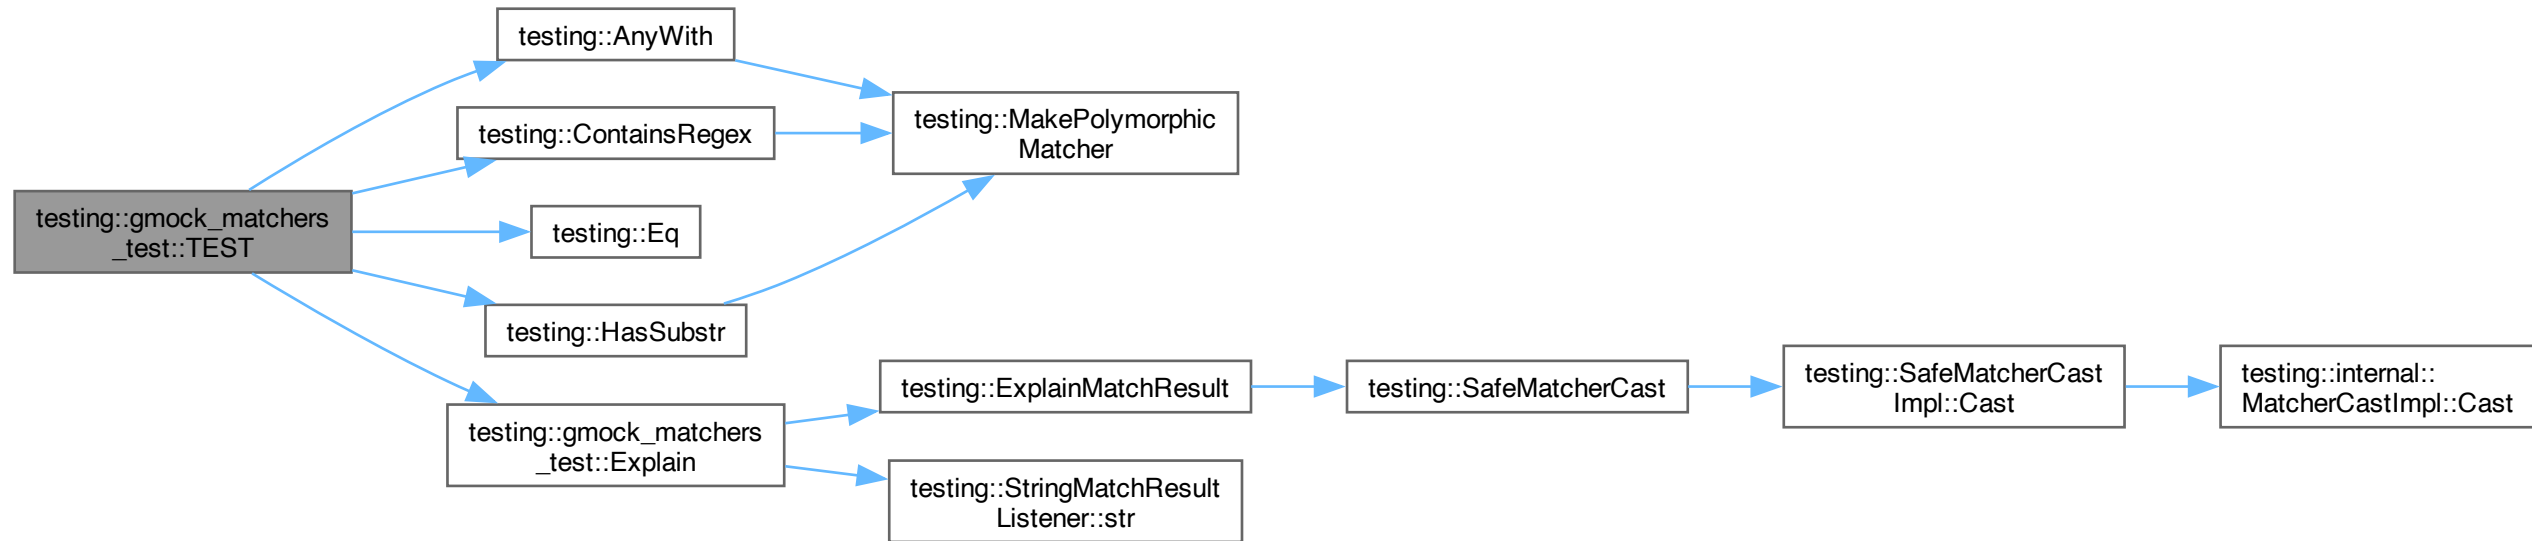 testing::gmock_matchers
_test::TEST
testing::AnyWith
testing::ContainsRegex
testing::Eq
testing::HasSubstr
testing::gmock_matchers
_test::Explain
testing::MakePolymorphic
Matcher
testing::ExplainMatchResult
testing::StringMatchResult
Listener::str
testing::SafeMatcherCast
testing::SafeMatcherCast
Impl::Cast
testing::internal::
MatcherCastImpl::Cast